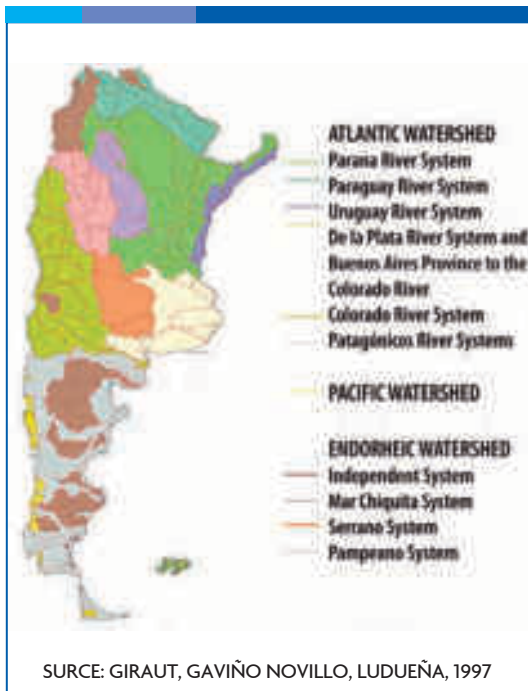 ATLANTIC WATERSHED
Parana River System
Paraguay River System
Uruguay River System
De la Plata River System and
Buenos Aires Province to the
Colorado River
Colorado River System
Patagónicos River Systems
PACIFIC WATERSHED
ENDORHEIC WATERSHED
Independent System
Mar Chiquita System
Serrano System
Pampeano System
SURCE: GIRAUT, GAVIÑO NOVILLO, LUDUEÑA, 1997